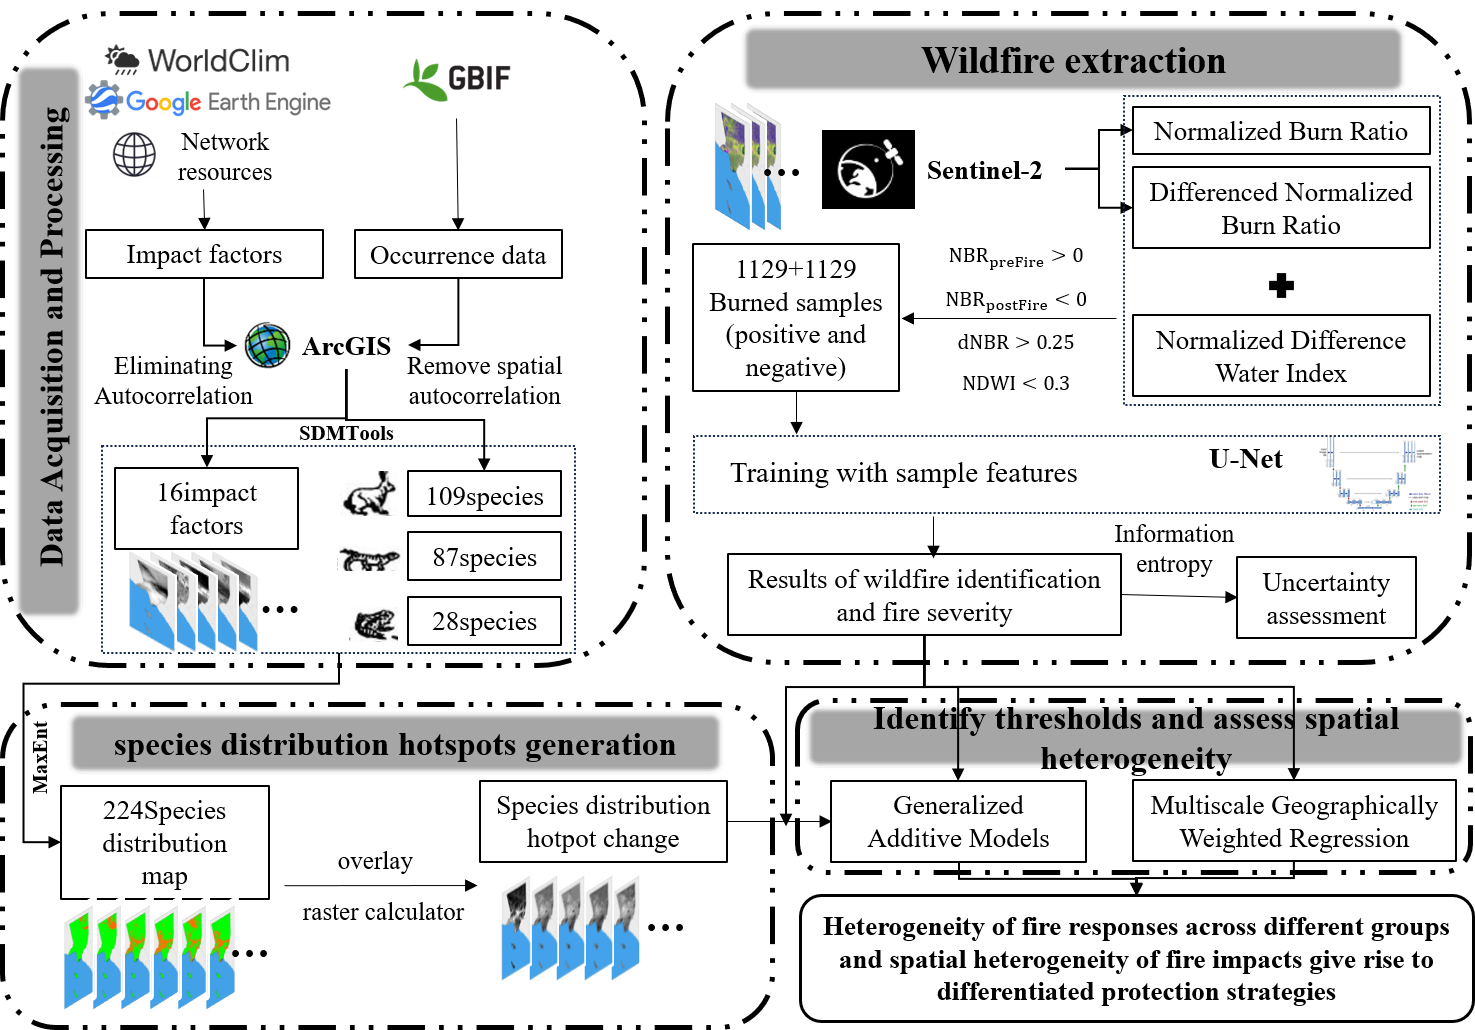 Data Acquisition and Processing
WorldClim
Google Earth Engine
Network
resources
GBIF
Impact factors
Occurrence data
ArcGIS
Eliminating
Autocorrelation
Remove spatial
autocorrelation
SDMTools
16impact
factors
109species
87species
28species
Wildfire extraction
Sentinel-2
Normalized Burn Ratio
Differenced Normalized
Burn Ratio
Normalized Difference
Water Index
NBRpreFire > 0
NBRpostFire < 0
dNBR > 0.25
NDWI < 0.3
1129+1129
Burned samples
(positive and
negative)
Training with sample features
U-Net
Results of wildfire identification
and fire severity
Information
entropy
Uncertainty
assessment
MaxEnt
species distribution hotspots generation
224Species
distribution
map
overlay
raster calculator
Species distribution
hotpot change
Identify thresholds and assess spatial
heterogeneity
Generalized
Additive Models
Multiscale Geographically
Weighted Regression
Heterogeneity of fire responses across different groups
and spatial heterogeneity of fire impacts give rise to
differentiated protection strategies